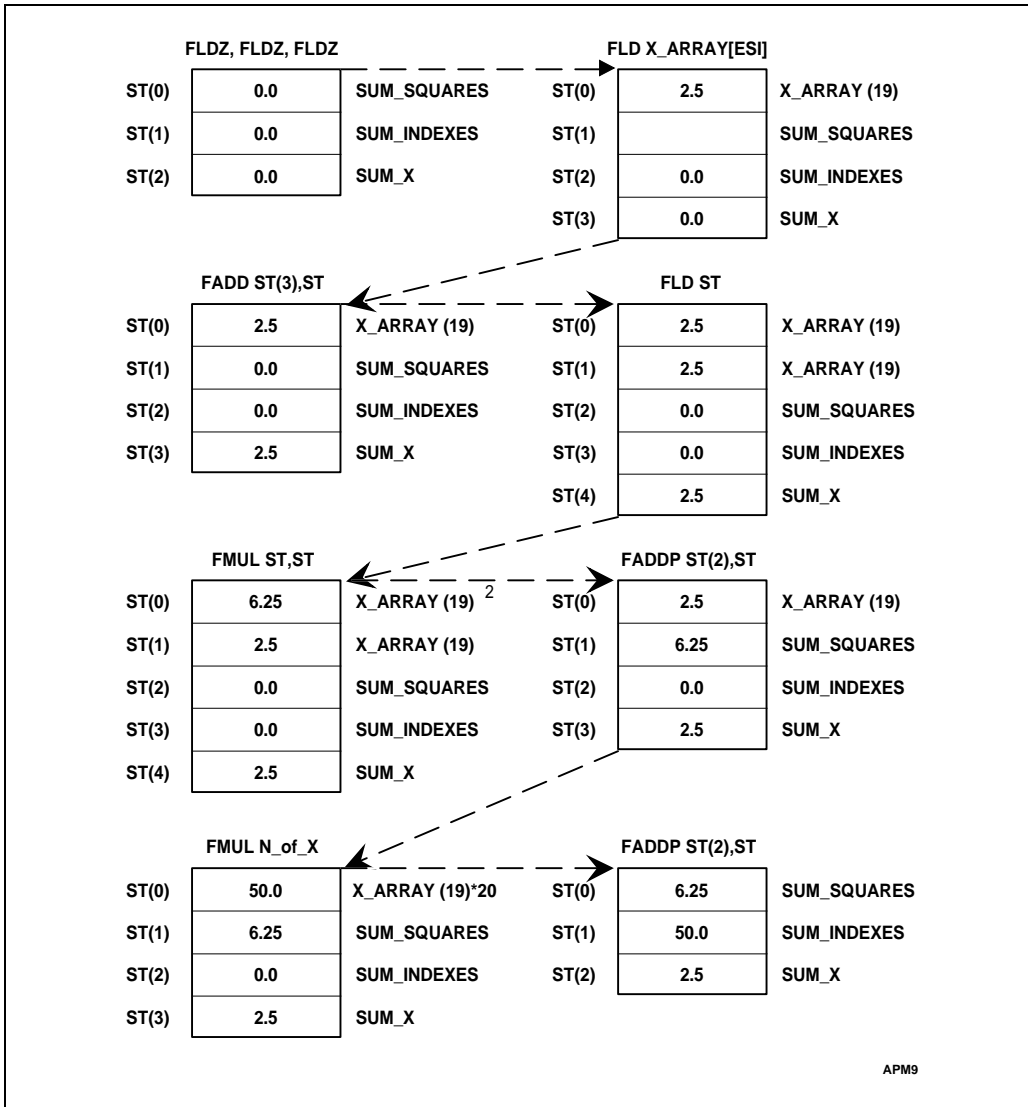 FLDZ, FLDZ, FLDZ
ST(0) 0.0 SUM_SQUARES
ST(1) 0.0 SUM_INDEXES
ST(2) 0.0 SUM_X
FLD X_ARRAY[ESI]
ST(0) 2.5 X_ARRAY (19)
ST(1) SUM_SQUARES
ST(2) 0.0 SUM_INDEXES
ST(3) 0.0 SUM_X
FADD ST(3),ST
ST(0) 2.5 X_ARRAY (19)
ST(1) 0.0 SUM_SQUARES
ST(2) 0.0 SUM_INDEXES
ST(3) 2.5 SUM_X
FLD ST
ST(0) 2.5 X_ARRAY (19)
ST(1) 2.5 X_ARRAY (19)
ST(2) 0.0 SUM_SQUARES
ST(3) 0.0 SUM_INDEXES
ST(4) 2.5 SUM_X
FMUL ST,ST
ST(0) 6.25 X_ARRAY (19) 2
ST(1) 2.5 X_ARRAY (19)
ST(2) 0.0 SUM_SQUARES
ST(3) 0.0 SUM_INDEXES
ST(4) 2.5 SUM_X
FADDP ST(2),ST
ST(0) 2.5 X_ARRAY (19)
ST(1) 6.25 SUM_SQUARES
ST(2) 0.0 SUM_INDEXES
ST(3) 2.5 SUM_X
FMUL N_of_X
ST(0) 50.0 X_ARRAY (19)*20
ST(1) 6.25 SUM_SQUARES
ST(2) 0.0 SUM_INDEXES
ST(3) 2.5 SUM_X
FADDP ST(2),ST
ST(0) 6.25 SUM_SQUARES
ST(1) 50.0 SUM_INDEXES
ST(2) 2.5 SUM_X
APM9